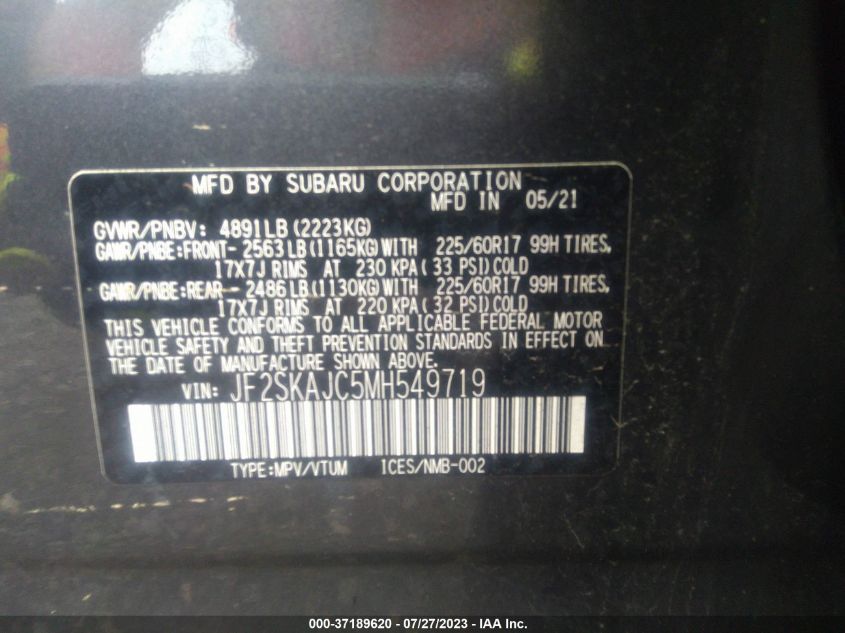 MFD BY SUBARU CORPORATION
MFD IN 05/21
GVWR/PNBV: 4891LB (2223KG)
GAWR/PNBE:FRONT- 2563LB (1165KG) WITH 225/60R17 99H TIRES,
17X7J RIMS AT 230 KPA ( 33 PSI) COLD
GAWR/PNBE:REAR - 2486LB (1130KG) WITH 225/60R17 99H TIRES,
17X7J RIMS AT 220 KPA ( 32 PSI) COLD
THIS VEHICLE CONFORMS TO ALL APPLICABLE FEDERAL MOTOR
VEHICLE SAFETY AND THEFT PREVENTION STANDARDS IN EFFECT ON
THE DATE OF MANUFACTURE SHOWN ABOVE.
VIN: JF2SKAJC5MH549719
TYPE:MPV/VTUM ICES/NMB-002
000-37189620 - 07/27/2023 - IAA Inc.